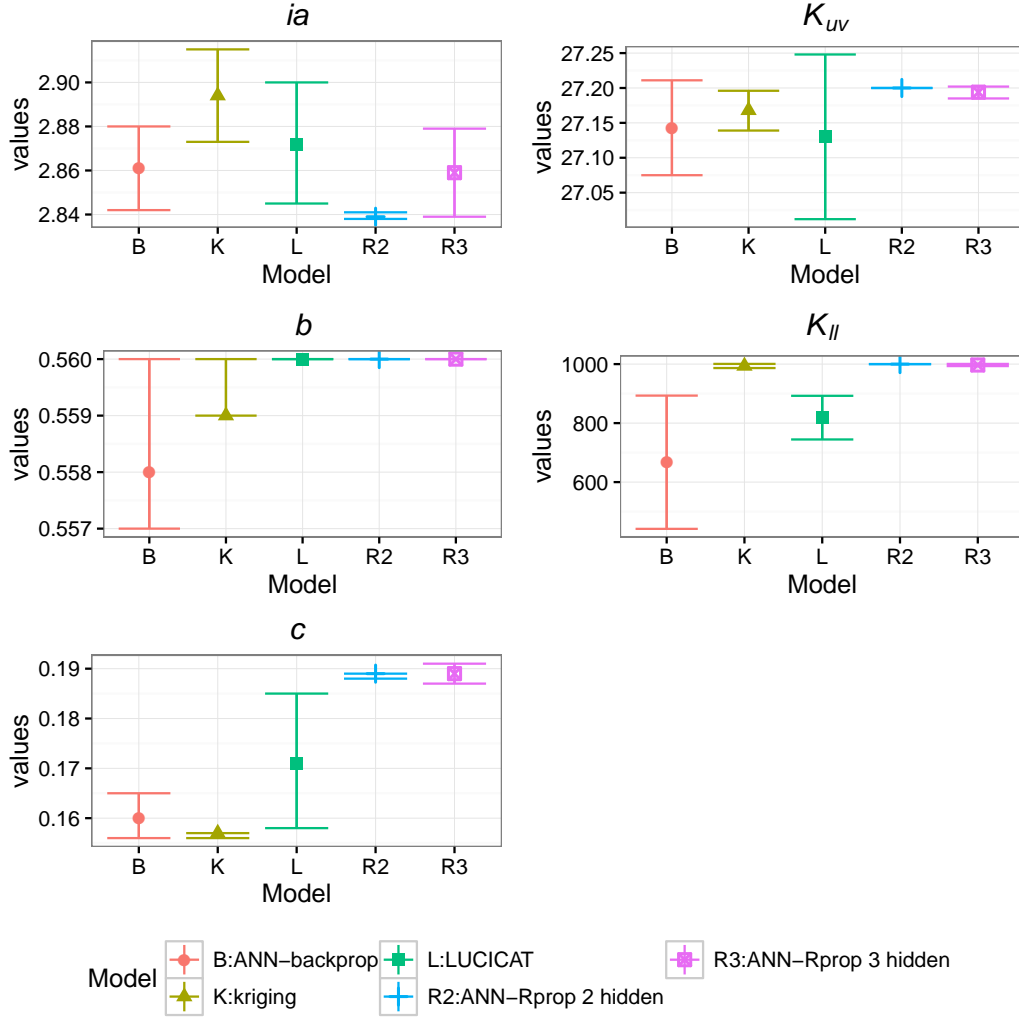 ia
values
2.90
2.88
2.86
2.84
B K L R2 R3
Model
K_uv
values
27.25
27.20
27.15
27.10
27.05
B K L R2 R3
Model
b
values
0.560
0.559
0.558
0.557
B K L R2 R3
Model
K_ll
values
1000
800
600
B K L R2 R3
Model
c
values
0.19
0.18
0.17
0.16
B K L R2 R3
Model
Model
B:ANN−backprop L:LUCICAT R3:ANN−Rprop 3 hidden
K:kriging R2:ANN−Rprop 2 hidden